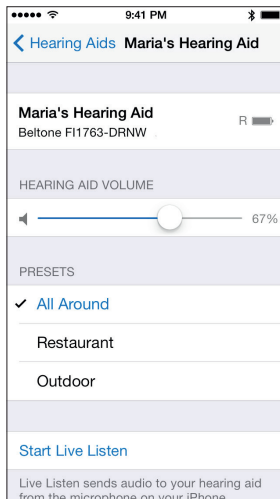 9:41 PM
Hearing Aids Maria's Hearing Aid
Maria's Hearing Aid
Beltone FI1763-DRNW
R
HEARING AID VOLUME
67%
PRESETS
All Around
Restaurant
Outdoor
Start Live Listen
Live Listen sends audio to your hearing aid
from the microphone on your iPhone